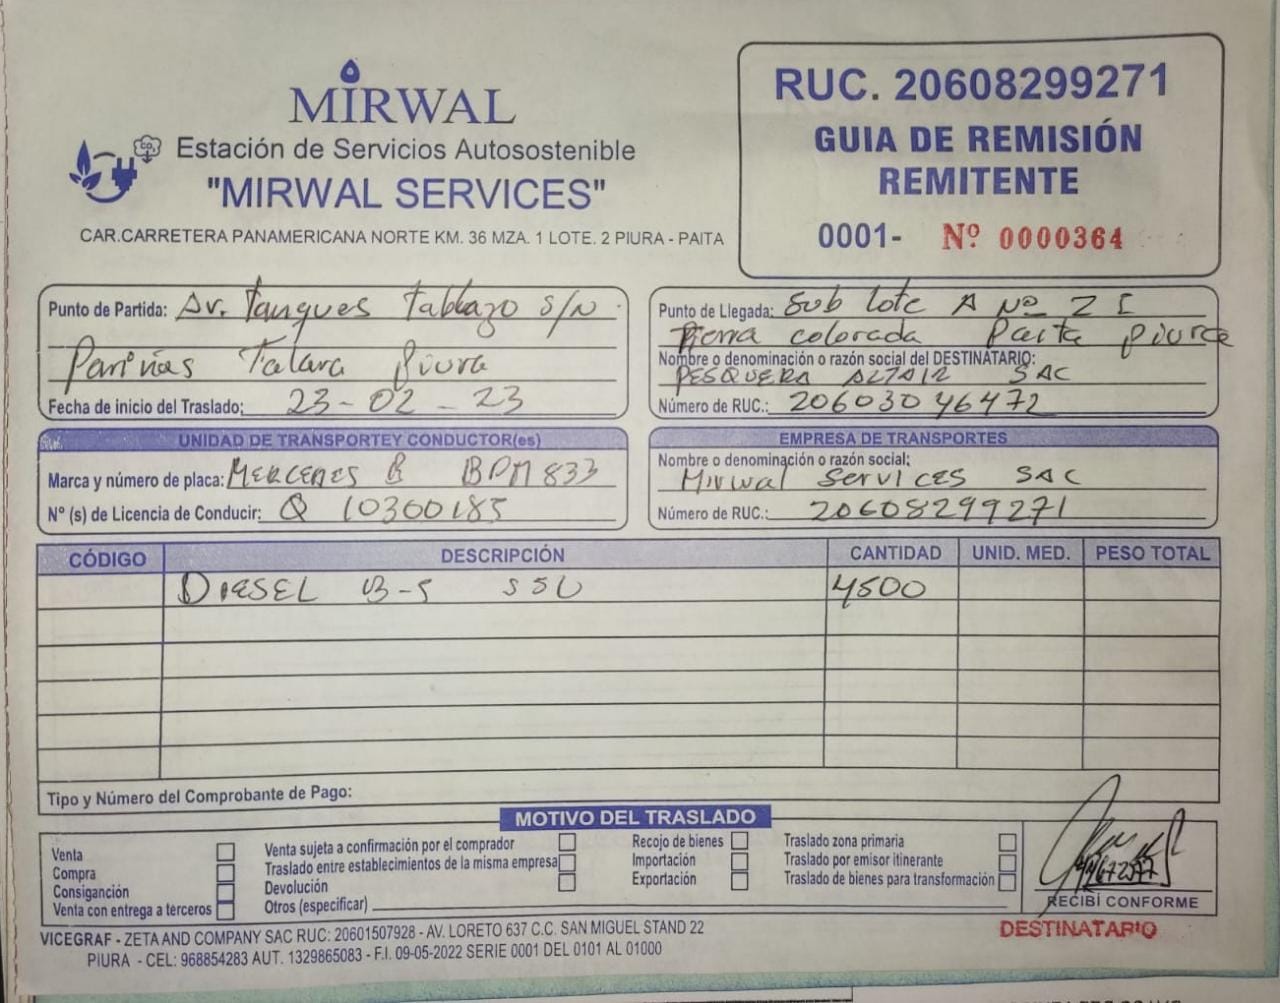 MIRWAL
CO₂
Estación de Servicios Autosostenible
"MIRWAL SERVICES"
CAR.CARRETERA PANAMERICANA NORTE KM. 36 MZA. 1 LOTE. 2 PIURA - PAITA
RUC. 20608299271
GUIA DE REMISIÓN
REMITENTE
0001- Nº 0000364
Punto de Partida: Av. Tanques Tablazo S/N
Pariñas Talara Piura
Fecha de inicio del Traslado: 23-02-23
Punto de Llegada: Sub lote A Nº 2 I
Tierra colorada Paita Piura
Nombre o denominación o razón social del DESTINATARIO:
PESQUERA ALTAIR SAC
Número de RUC.: 20603046472
UNIDAD DE TRANSPORTEY CONDUCTOR(es)
Marca y número de placa: MERCEDES B BPM833
Nº (s) de Licencia de Conducir: Q 10300185
EMPRESA DE TRANSPORTES
Nombre o denominación o razón social:
Mirwal Services SAC
Número de RUC.: 20608299271
CÓDIGO DESCRIPCIÓN CANTIDAD UNID. MED. PESO TOTAL
DIESEL B-5 S50 4500
Tipo y Número del Comprobante de Pago:
MOTIVO DEL TRASLADO
Venta
Compra
Consiganción
Venta con entrega a terceros
Venta sujeta a confirmación por el comprador
Traslado entre establecimientos de la misma empresa
Devolución
Otros (especificar)
Recojo de bienes
Importación
Exportación
Traslado zona primaria
Traslado por emisor itinerante
Traslado de bienes para transformación
RECIBÍ CONFORME
DESTINATARIO
VICEGRAF - ZETA AND COMPANY SAC RUC: 20601507928 - AV. LORETO 637 C.C. SAN MIGUEL STAND 22
PIURA - CEL: 968854283 AUT. 1329865083 - F.I. 09-05-2022 SERIE 0001 DEL 0101 AL 01000